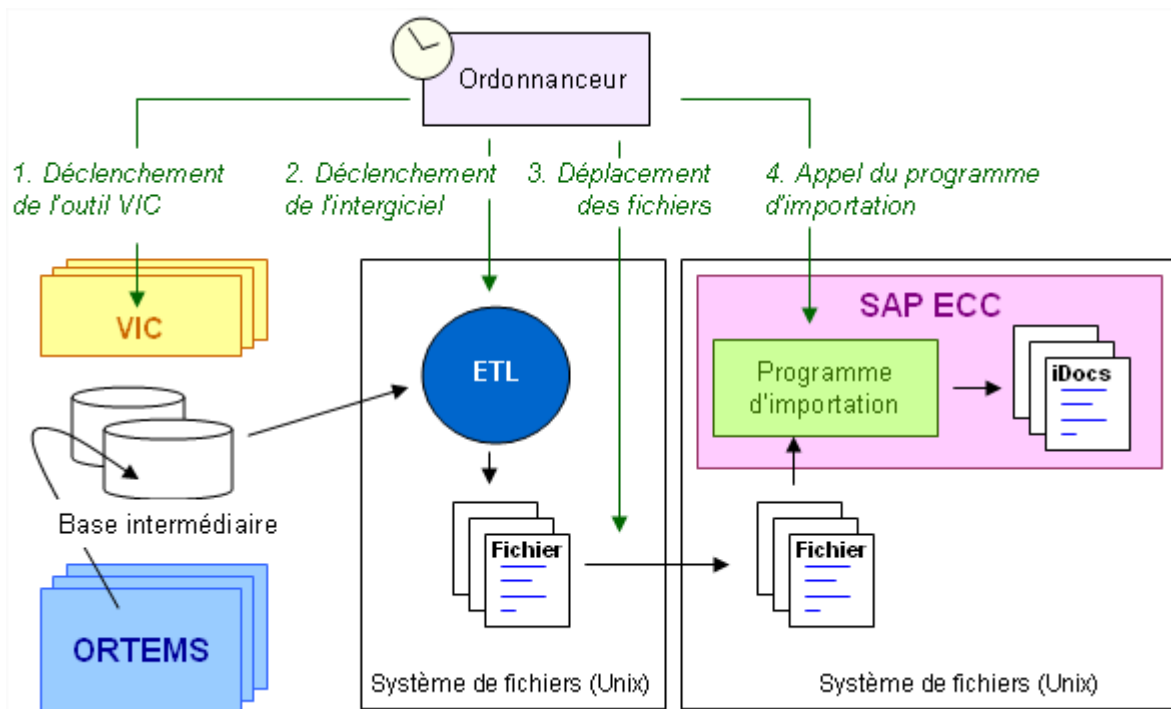 Ordonnanceur
1. Déclenchement
de l'outil VIC
2. Déclenchement
de l'intergiciel
3. Déplacement
des fichiers
4. Appel du programme
d'importation
VIC
ETL
SAP ECC
Programme
d'importation
iDocs
Base intermédiaire
Fichier
Fichier
ORTEMS
Système de fichiers (Unix)
Système de fichiers (Unix)